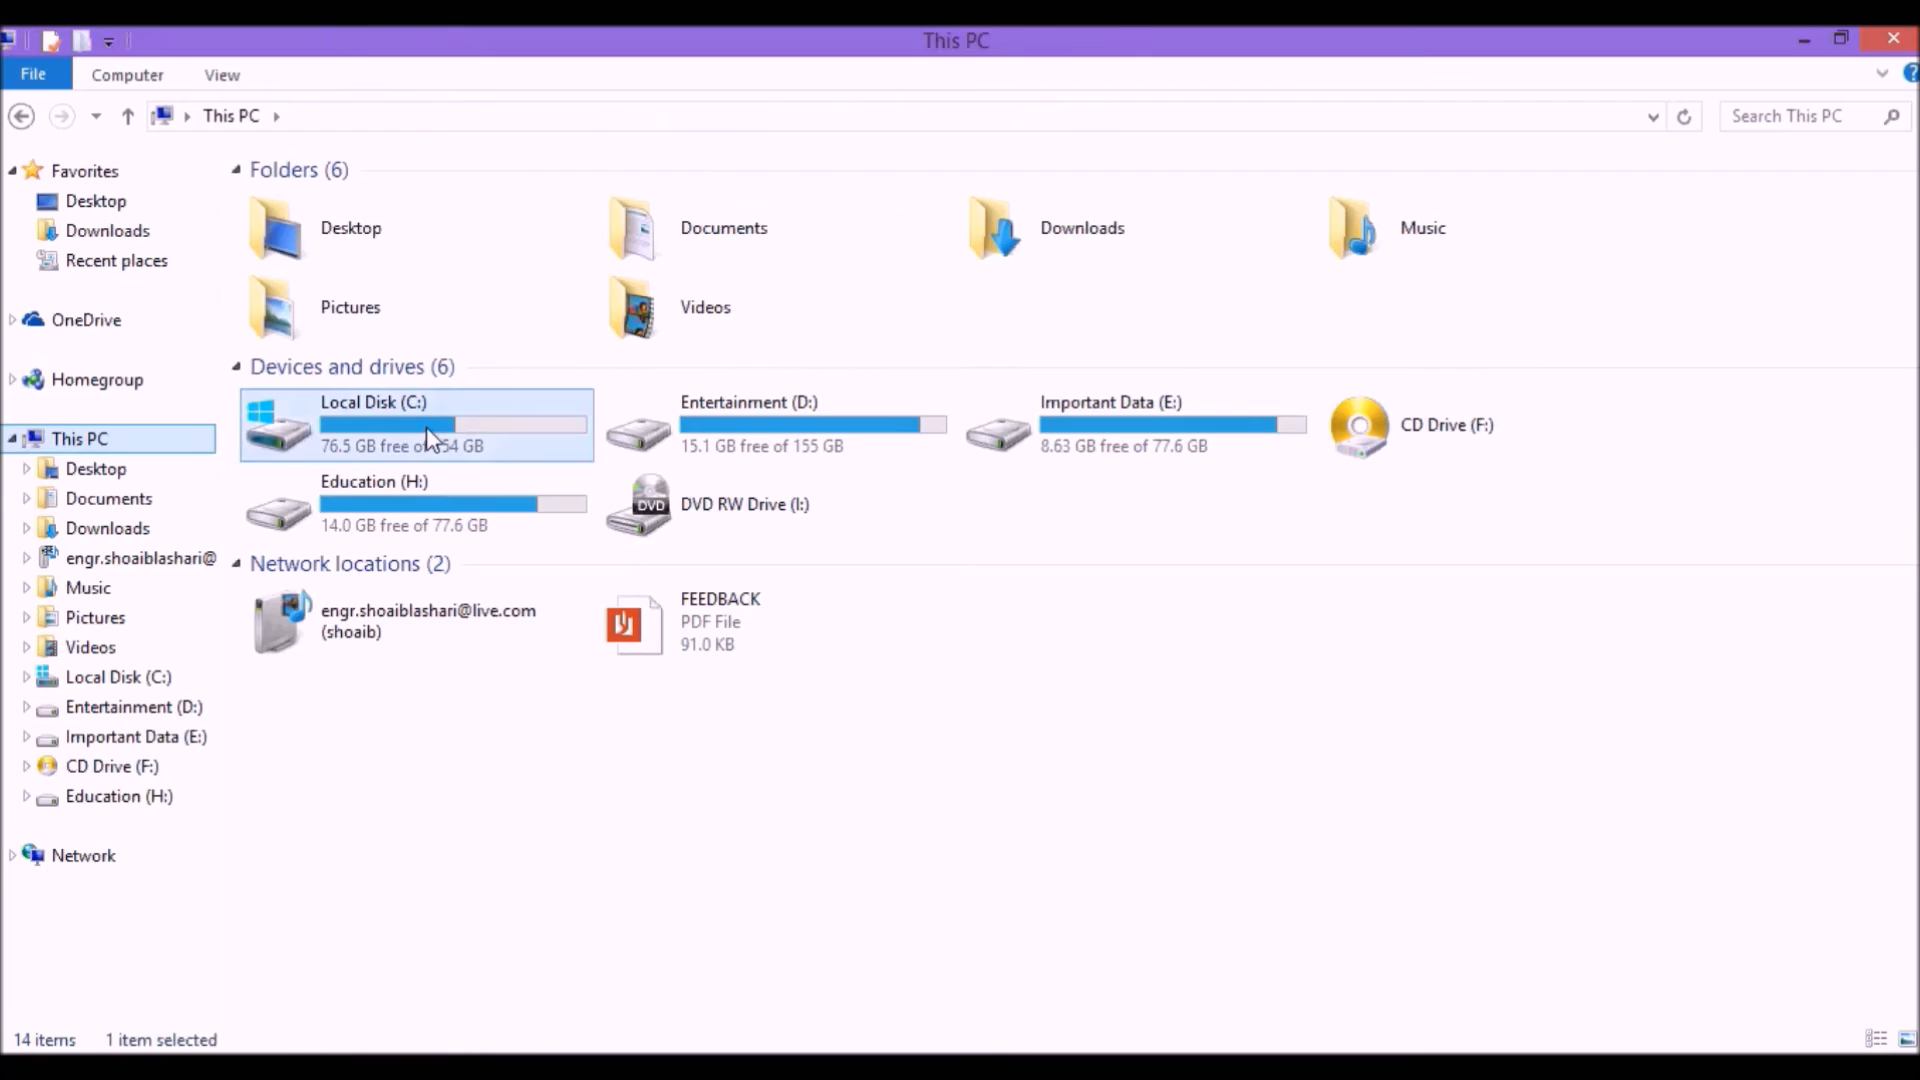 This PC
File Computer View
This PC
Search This PC
Favorites
Desktop
Downloads
Recent places
OneDrive
Homegroup
This PC
Desktop
Documents
Downloads
engr.shoaiblashari@
Music
Pictures
Videos
Local Disk (C:)
Entertainment (D:)
Important Data (E:)
CD Drive (F:)
Education (H:)
Network
Folders (6)
Desktop
Documents
Downloads
Music
Pictures
Videos
Devices and drives (6)
Local Disk (C:)
76.5 GB free of 54 GB
Entertainment (D:)
15.1 GB free of 155 GB
Important Data (E:)
8.63 GB free of 77.6 GB
CD Drive (F:)
Education (H:)
14.0 GB free of 77.6 GB
DVD
DVD RW Drive (I:)
Network locations (2)
engr.shoaiblashari@live.com
(shoaib)
FEEDBACK
PDF File
91.0 KB
14 items 1 item selected